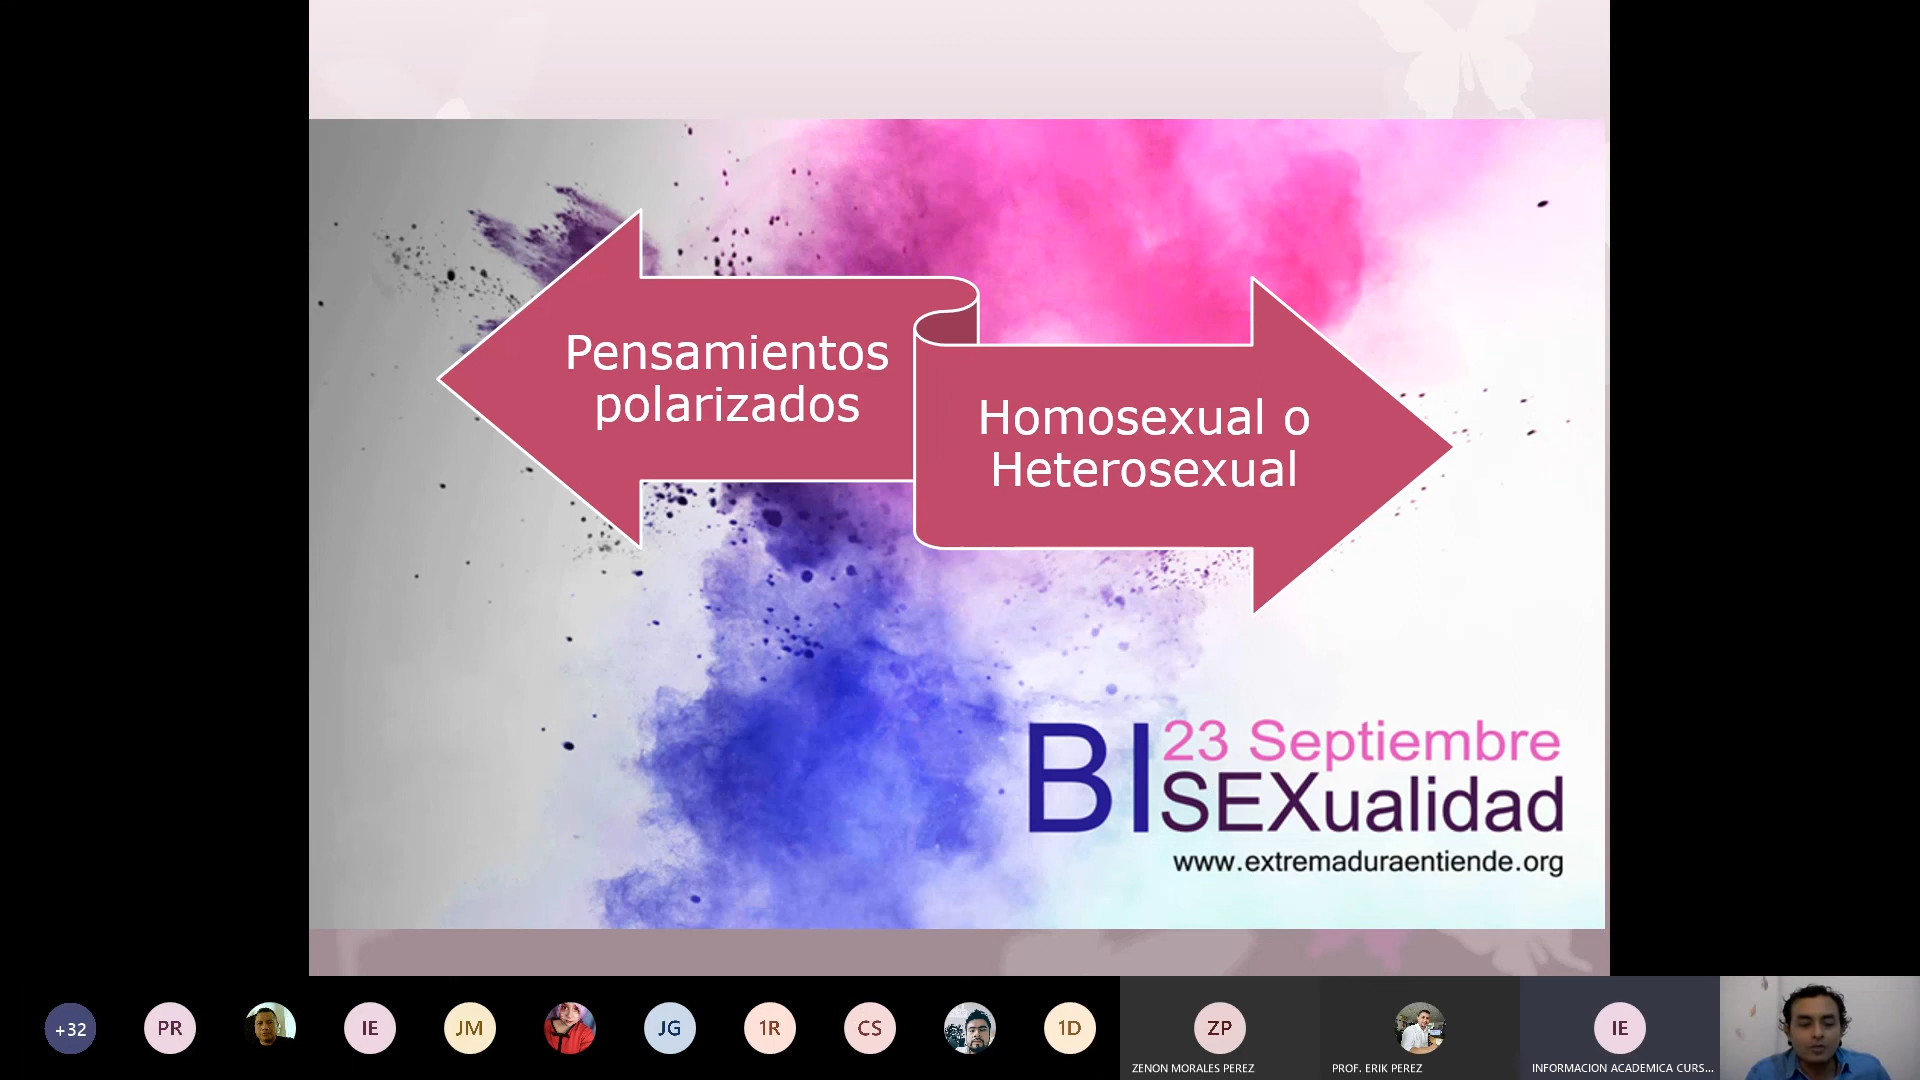 Pensamientos
polarizados
Homosexual o
Heterosexual
BI 23 Septiembre
SEXualidad
www.extremaduraentiende.org
+32
PR
IE
JM
JG
1R
CS
1D
ZP
IE
ZENON MORALES PEREZ
PROF. ERIK PEREZ
INFORMACION ACADEMICA CURS...